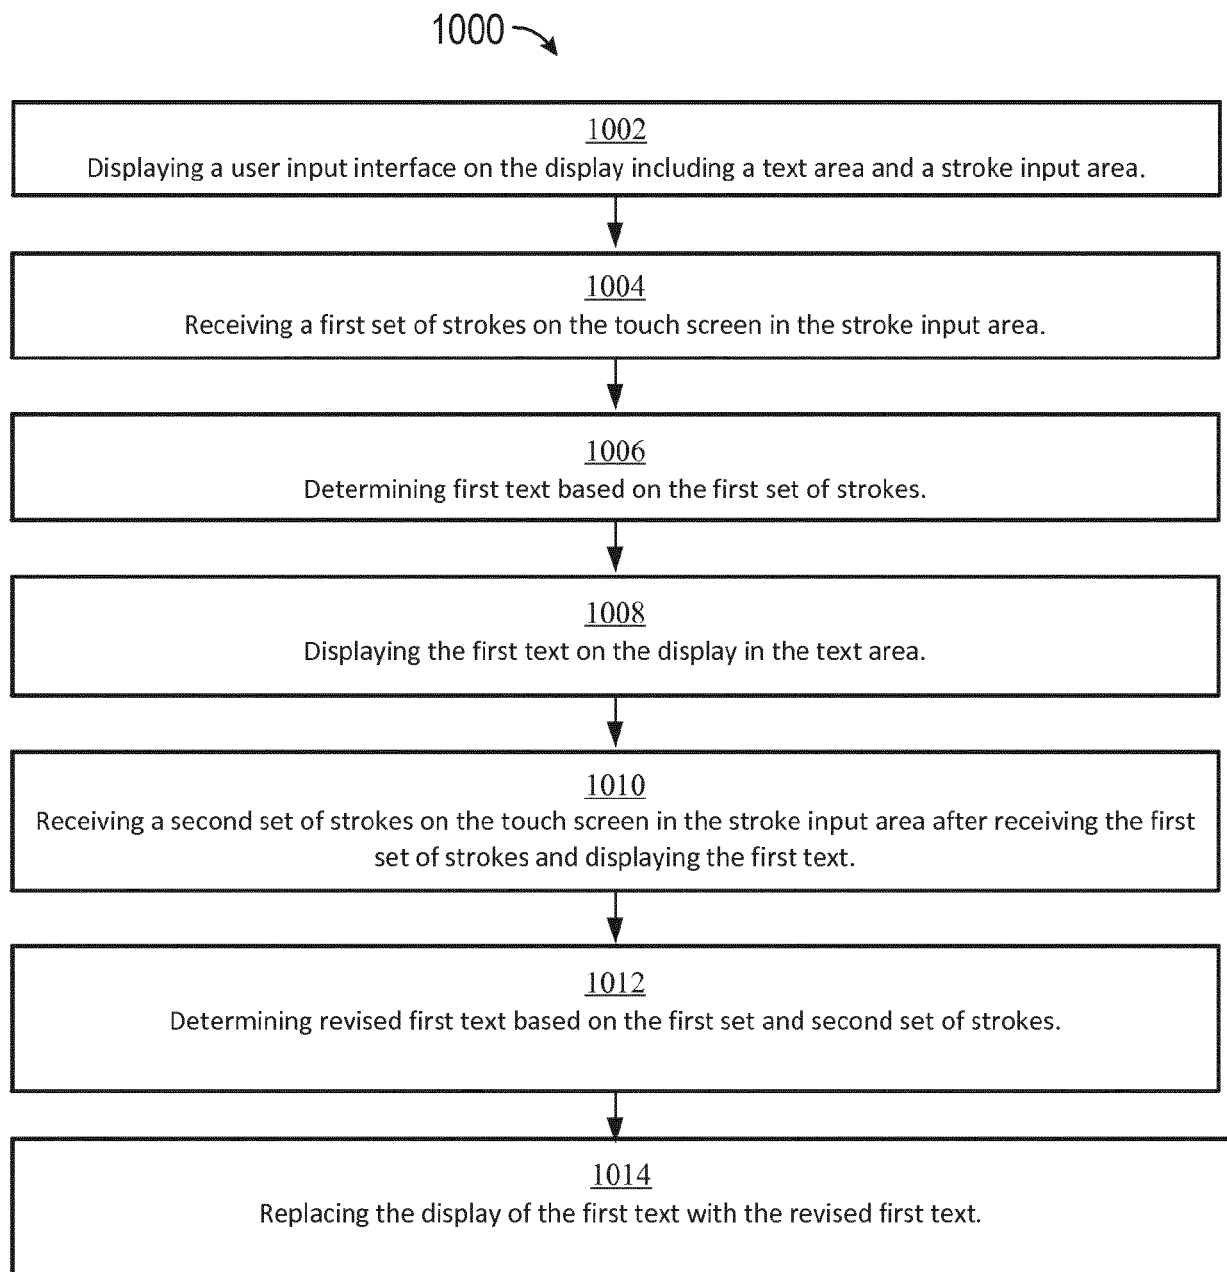 1000
1002
Displaying a user input interface on the display including a text area and a stroke input area.
1004
Receiving a first set of strokes on the touch screen in the stroke input area.
1006
Determining first text based on the first set of strokes.
1008
Displaying the first text on the display in the text area.
1010
Receiving a second set of strokes on the touch screen in the stroke input area after receiving the first
set of strokes and displaying the first text.
1012
Determining revised first text based on the first set and second set of strokes.
1014
Replacing the display of the first text with the revised first text.